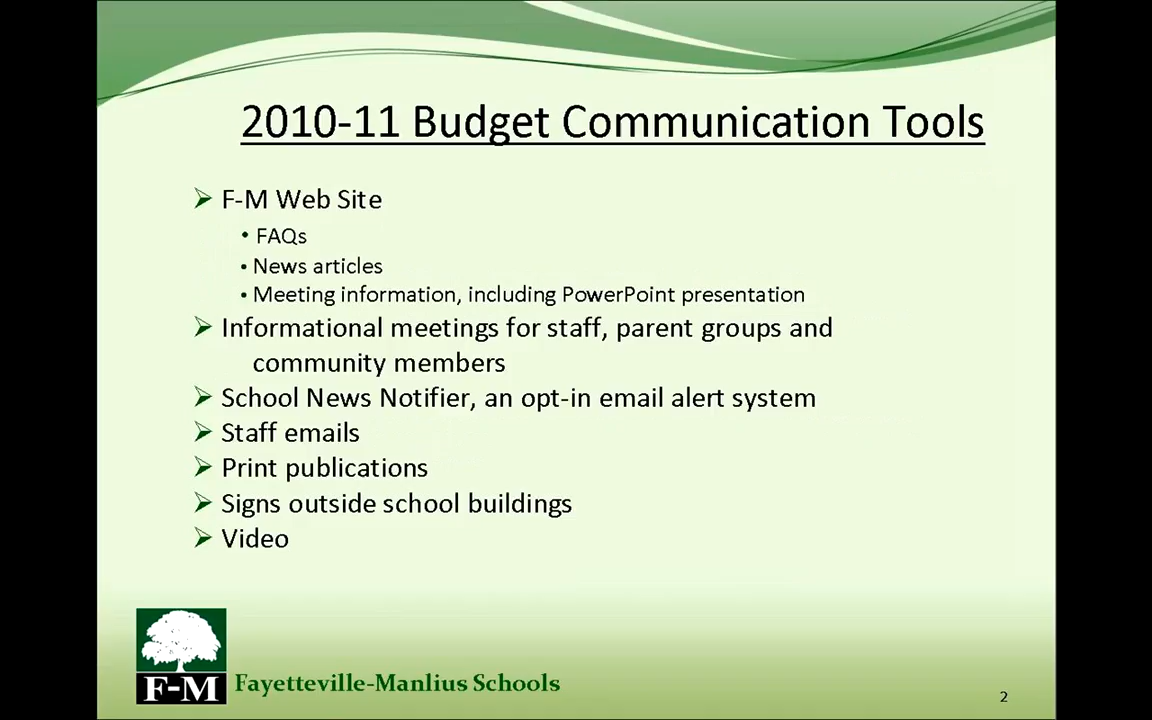 2010-11 Budget Communication Tools
➢ F-M Web Site
• FAQs
• News articles
• Meeting information, including PowerPoint presentation
➢ Informational meetings for staff, parent groups and
community members
➢ School News Notifier, an opt-in email alert system
➢ Staff emails
➢ Print publications
➢ Signs outside school buildings
➢ Video
F-M
Fayetteville-Manlius Schools
2